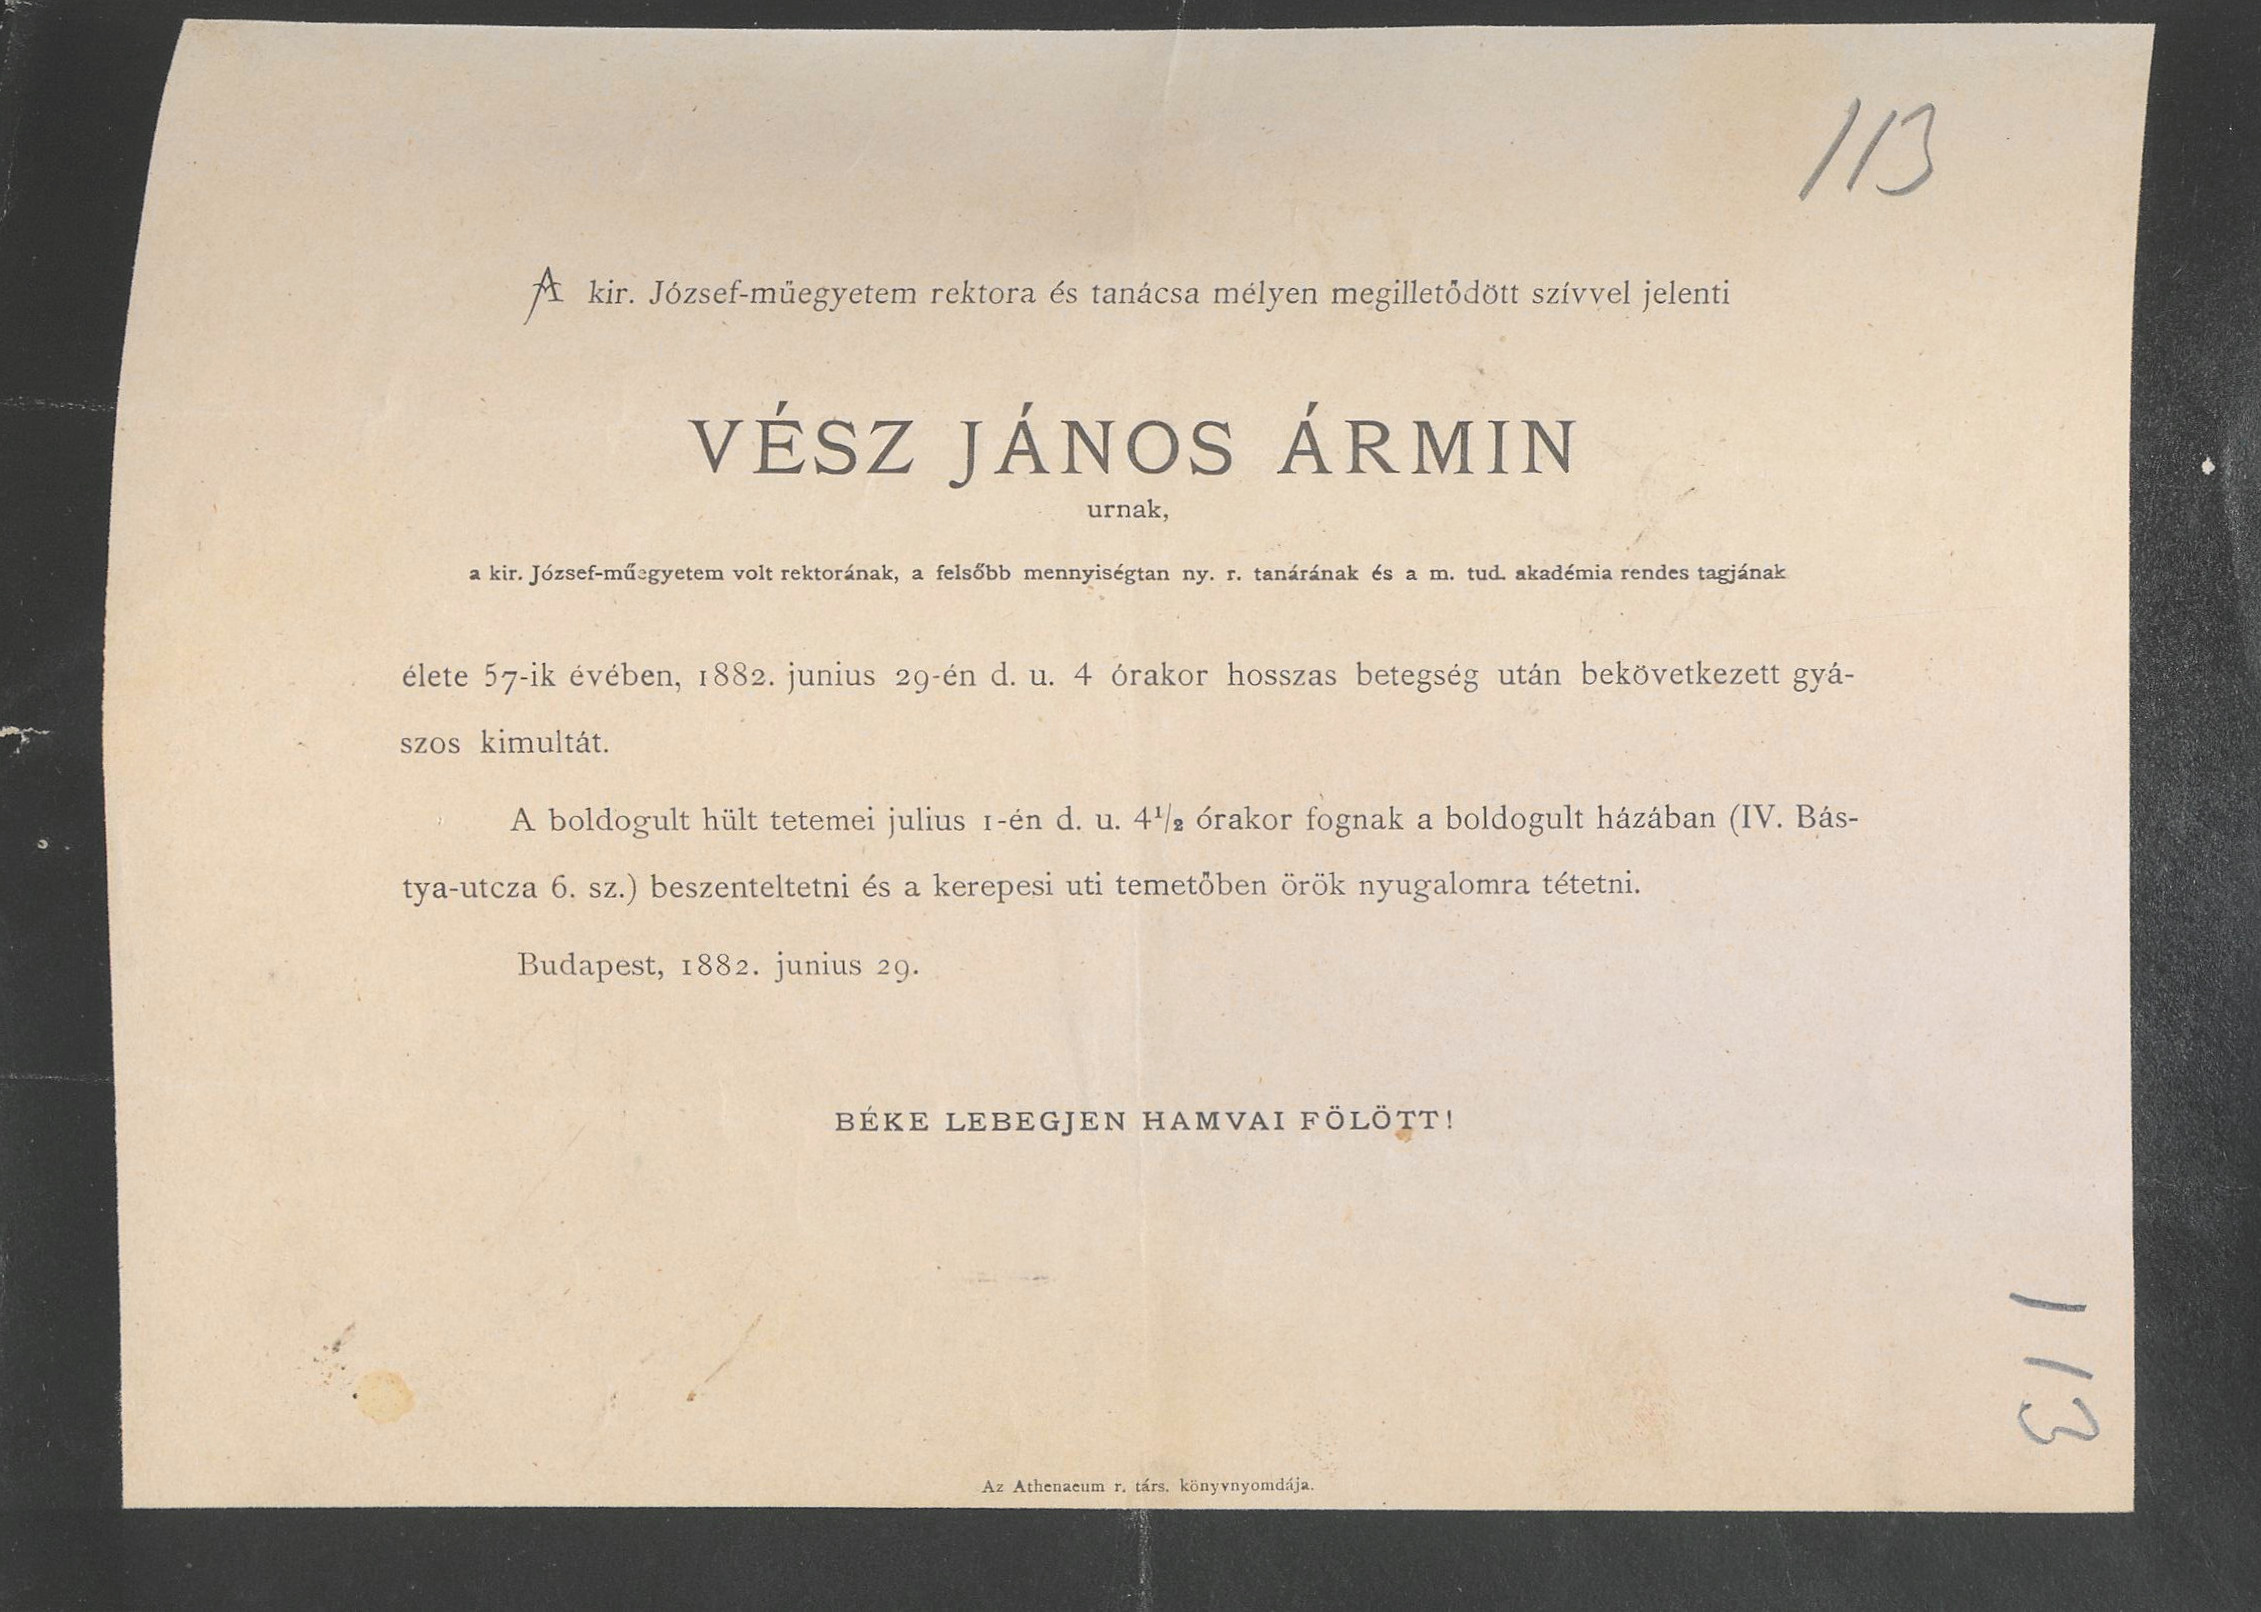 113
A kir. József-műegyetem rektora és tanácsa mélyen megilletődött szívvel jelenti
VÉSZ JÁNOS ÁRMIN
urnak,
a kir. József-műegyetem volt rektorának, a felsőbb mennyiségtan ny. r. tanárának és a m. tud. akadémia rendes tagjának
élete 57-ik évében, 1882. junius 29-én d. u. 4 órakor hosszas betegség után bekövetkezett gyá-
szos kimultát.
A boldogult hült tetemei julius 1-én d. u. 4½ órakor fognak a boldogult házában (IV. Bás-
tya-utcza 6. sz.) beszenteltetni és a kerepesi uti temetőben örök nyugalomra tétetni.
Budapest, 1882. junius 29.
BÉKE LEBEGJEN HAMVAI FÖLÖTT!
113
Az Athenaeum r. társ. könyvnyomdája.